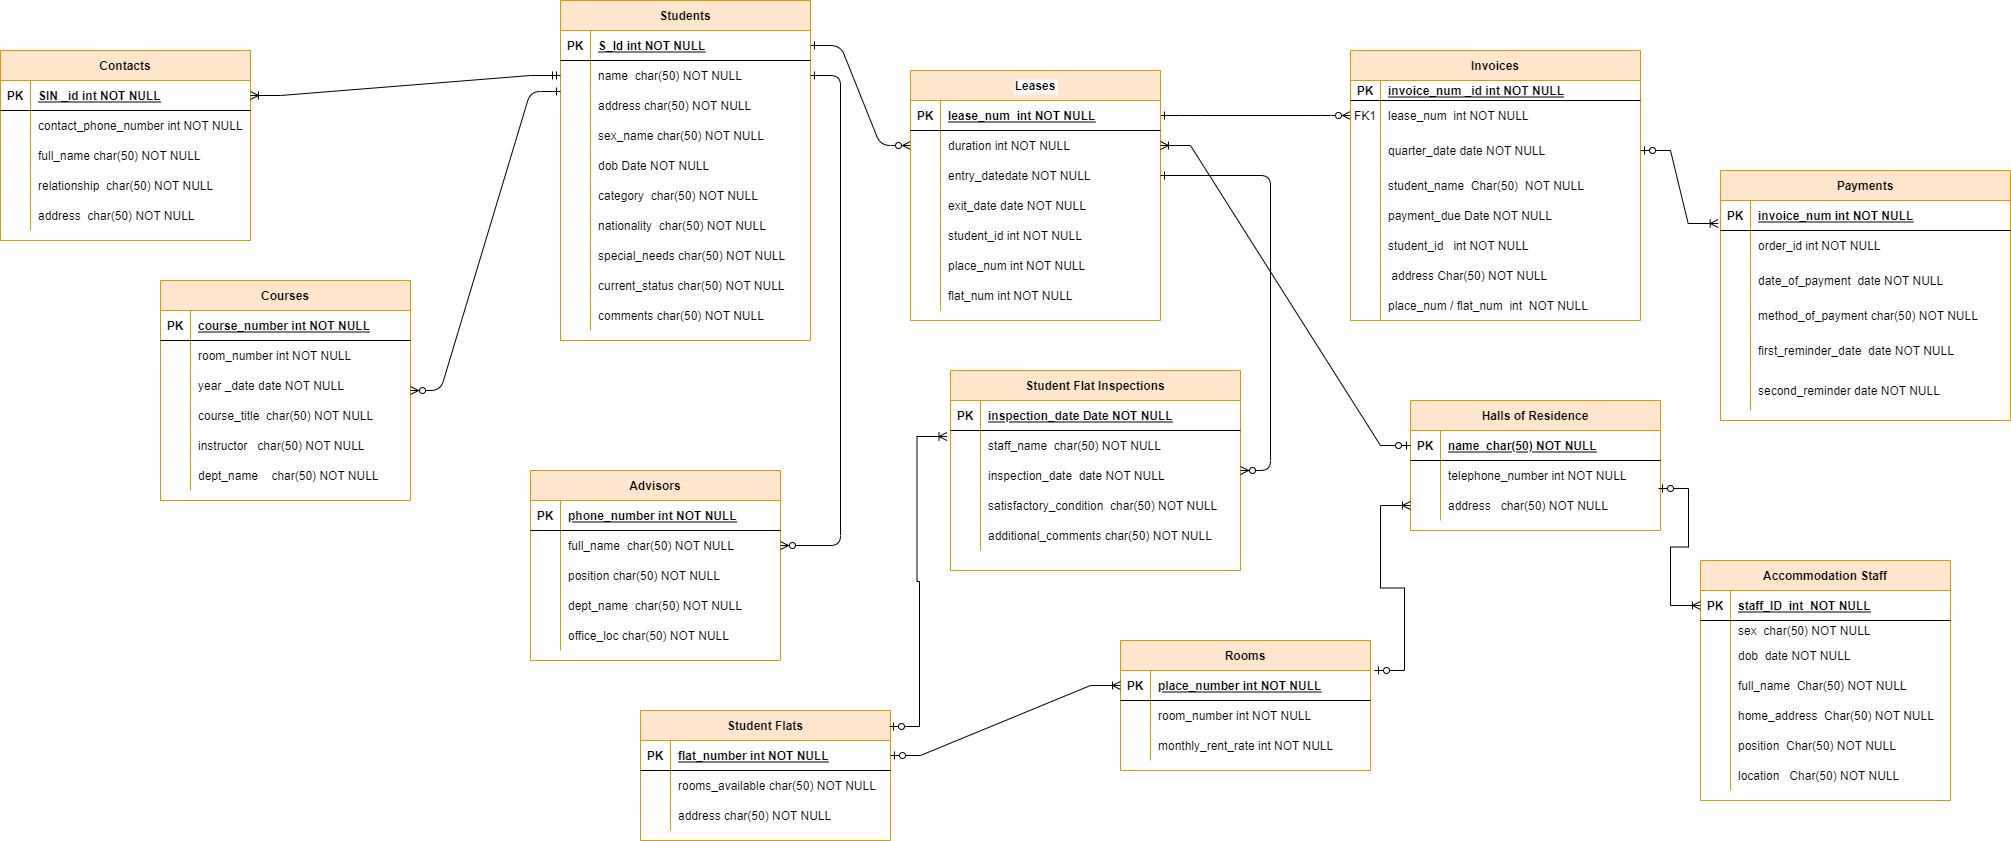 Students
PK S_Id int NOT NULL
name  char(50) NOT NULL
address char(50) NOT NULL
sex_name char(50) NOT NULL
dob Date NOT NULL
category  char(50) NOT NULL
nationality  char(50) NOT NULL
special_needs char(50) NOT NULL
current_status char(50) NOT NULL
comments char(50) NOT NULL
Contacts
PK SIN _id int NOT NULL
contact_phone_number int NOT NULL
full_name char(50) NOT NULL
relationship  char(50) NOT NULL
address  char(50) NOT NULL
Leases
PK lease_num  int NOT NULL
duration int NOT NULL
entry_datedate NOT NULL
exit_date date NOT NULL
student_id int NOT NULL
place_num int NOT NULL
flat_num int NOT NULL
Invoices
PK invoice_num _id int NOT NULL
FK1 lease_num  int NOT NULL
quarter_date date NOT NULL
student_name  Char(50)  NOT NULL
payment_due Date NOT NULL
student_id   int NOT NULL
address Char(50) NOT NULL
place_num / flat_num  int  NOT NULL
Payments
PK invoice_num int NOT NULL
order_id int NOT NULL
date_of_payment  date NOT NULL
method_of_payment char(50) NOT NULL
first_reminder_date  date NOT NULL
second_reminder date NOT NULL
Courses
PK course_number int NOT NULL
room_number int NOT NULL
year _date date NOT NULL
course_title  char(50) NOT NULL
instructor   char(50) NOT NULL
dept_name    char(50) NOT NULL
Student Flat Inspections
PK inspection_date Date NOT NULL
staff_name  char(50) NOT NULL
inspection_date  date NOT NULL
satisfactory_condition  char(50) NOT NULL
additional_comments char(50) NOT NULL
Halls of Residence
PK name_char(50) NOT NULL
telephone_number int NOT NULL
address   char(50) NOT NULL
Advisors
PK phone_number int NOT NULL
full_name  char(50) NOT NULL
position char(50) NOT NULL
dept_name  char(50) NOT NULL
office_loc char(50) NOT NULL
Accommodation Staff
PK staff_ID  int  NOT NULL
sex  char(50) NOT NULL
dob  date NOT NULL
full_name  Char(50) NOT NULL
home_address  Char(50) NOT NULL
position  Char(50) NOT NULL
location   Char(50) NOT NULL
Rooms
PK place_number int NOT NULL
room_number int NOT NULL
monthly_rent_rate int NOT NULL
Student Flats
PK flat_number int NOT NULL
rooms_available char(50) NOT NULL
address char(50) NOT NULL